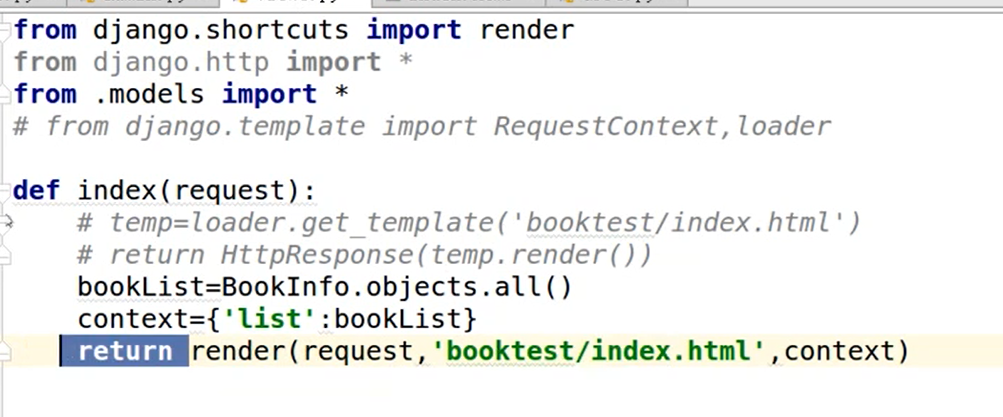 from django.shortcuts import render
from django.http import *
from .models import *
# from django.template import RequestContext,loader
def index(request):
# temp=loader.get_template('booktest/index.html')
# return HttpResponse(temp.render())
bookList=BookInfo.objects.all()
context={'list':bookList}
return render(request,'booktest/index.html',context)